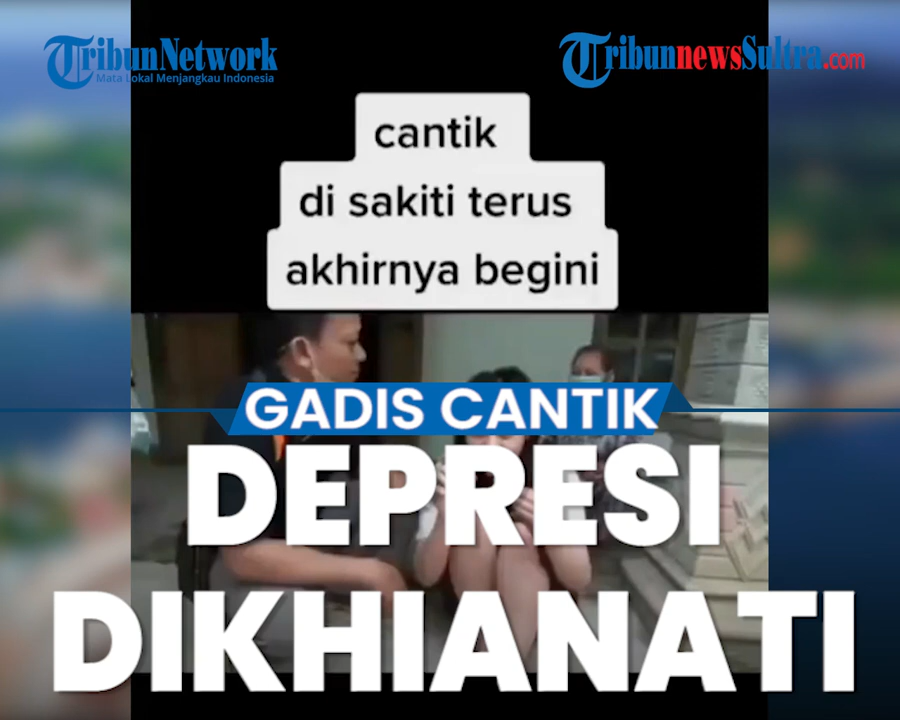 TribunNetwork
Mata Lokal Menjangkau Indonesia
TribunnewsSultra.com
cantik
di sakiti terus
akhirnya begini
GADIS CANTIK
DEPRESI
DIKHIANATI